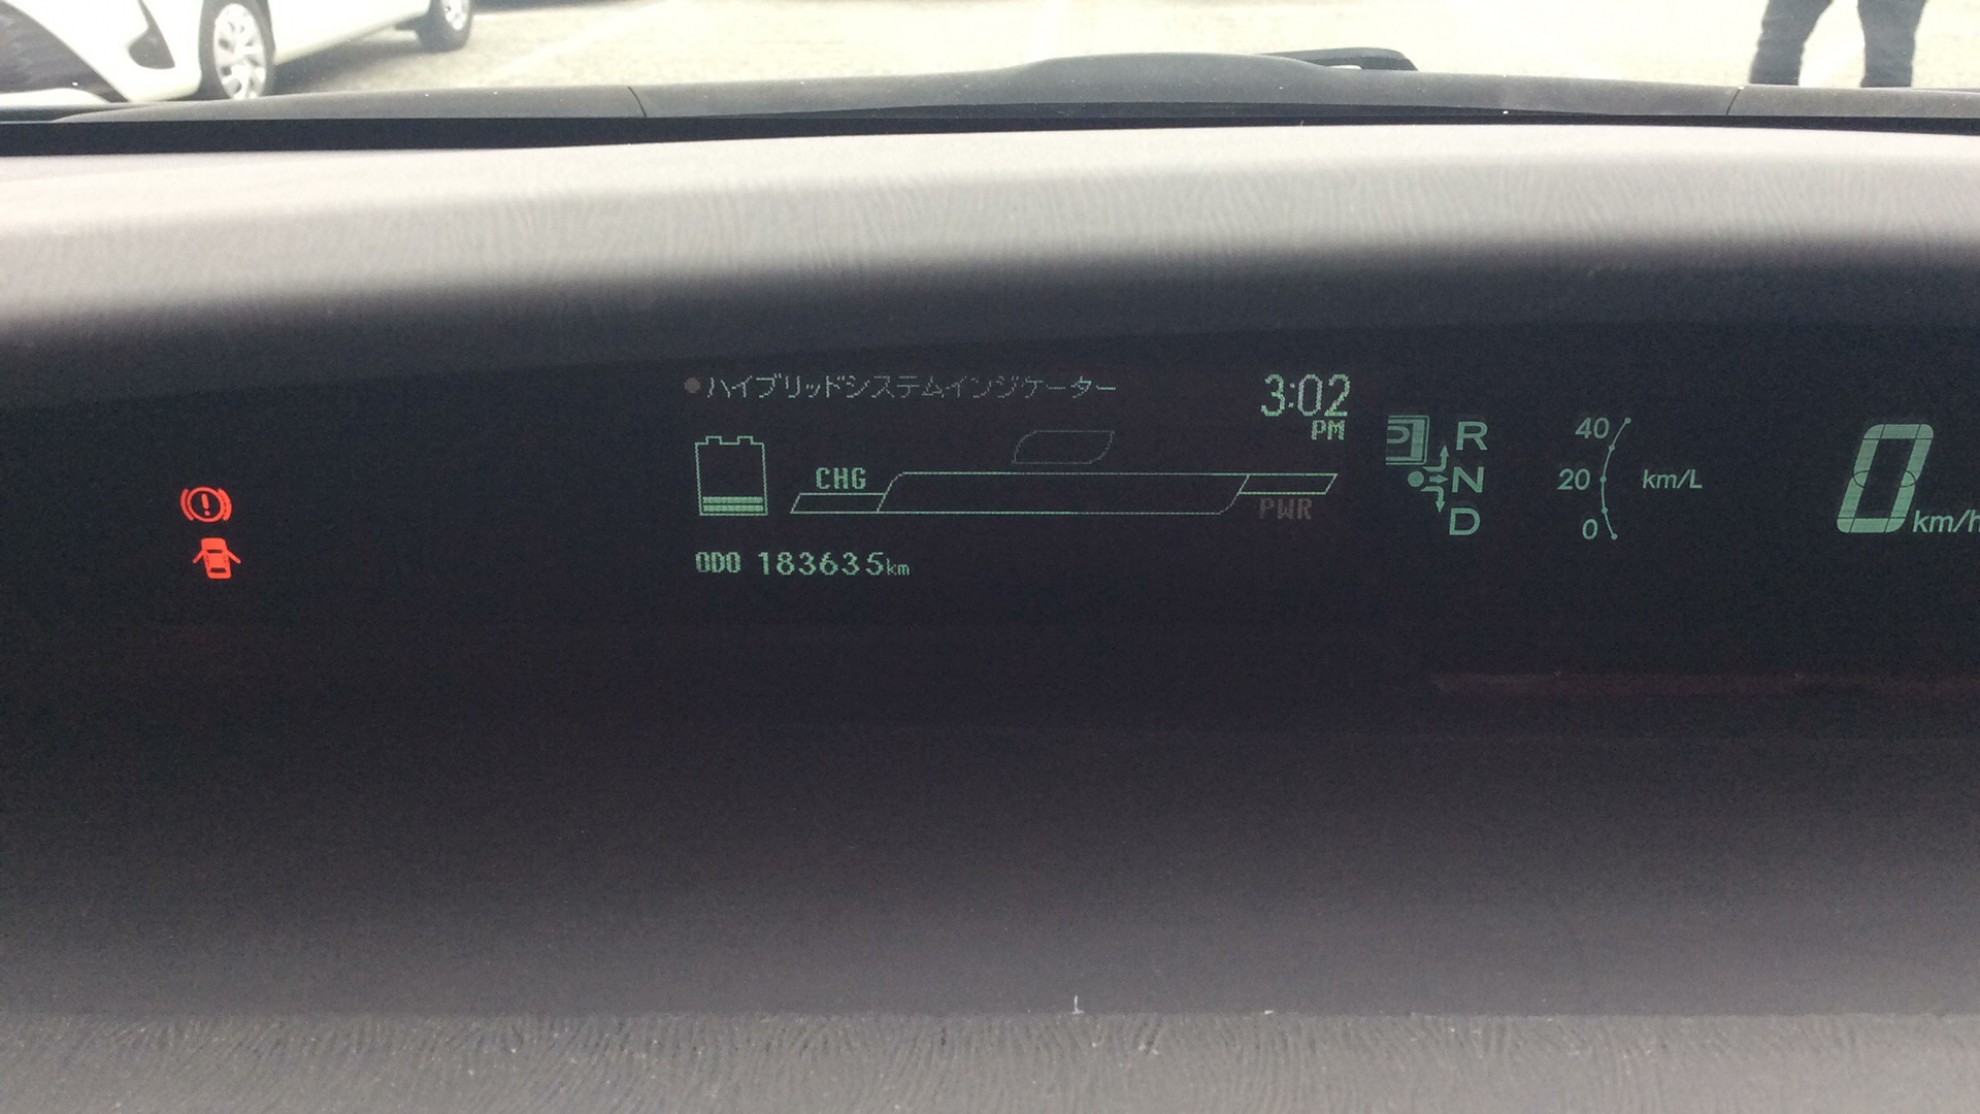 ●ハイブリッドシステムインジケーター
3:02
PM
CHG
PWR
ODO 183635km
R
N
D
40
20
0
km/L
0
km/h